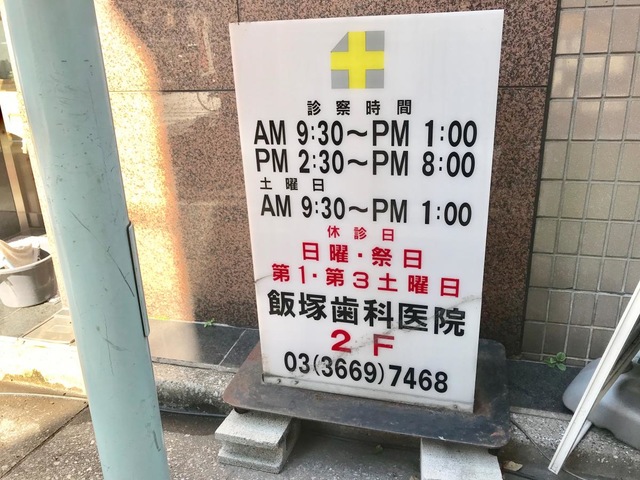 診察時間
AM 9:30～PM 1:00
PM 2:30～PM 8:00
土曜日
AM 9:30～PM 1:00
休診日
日曜・祭日
第1・第3土曜日
飯塚歯科医院
2F
03(3669)7468